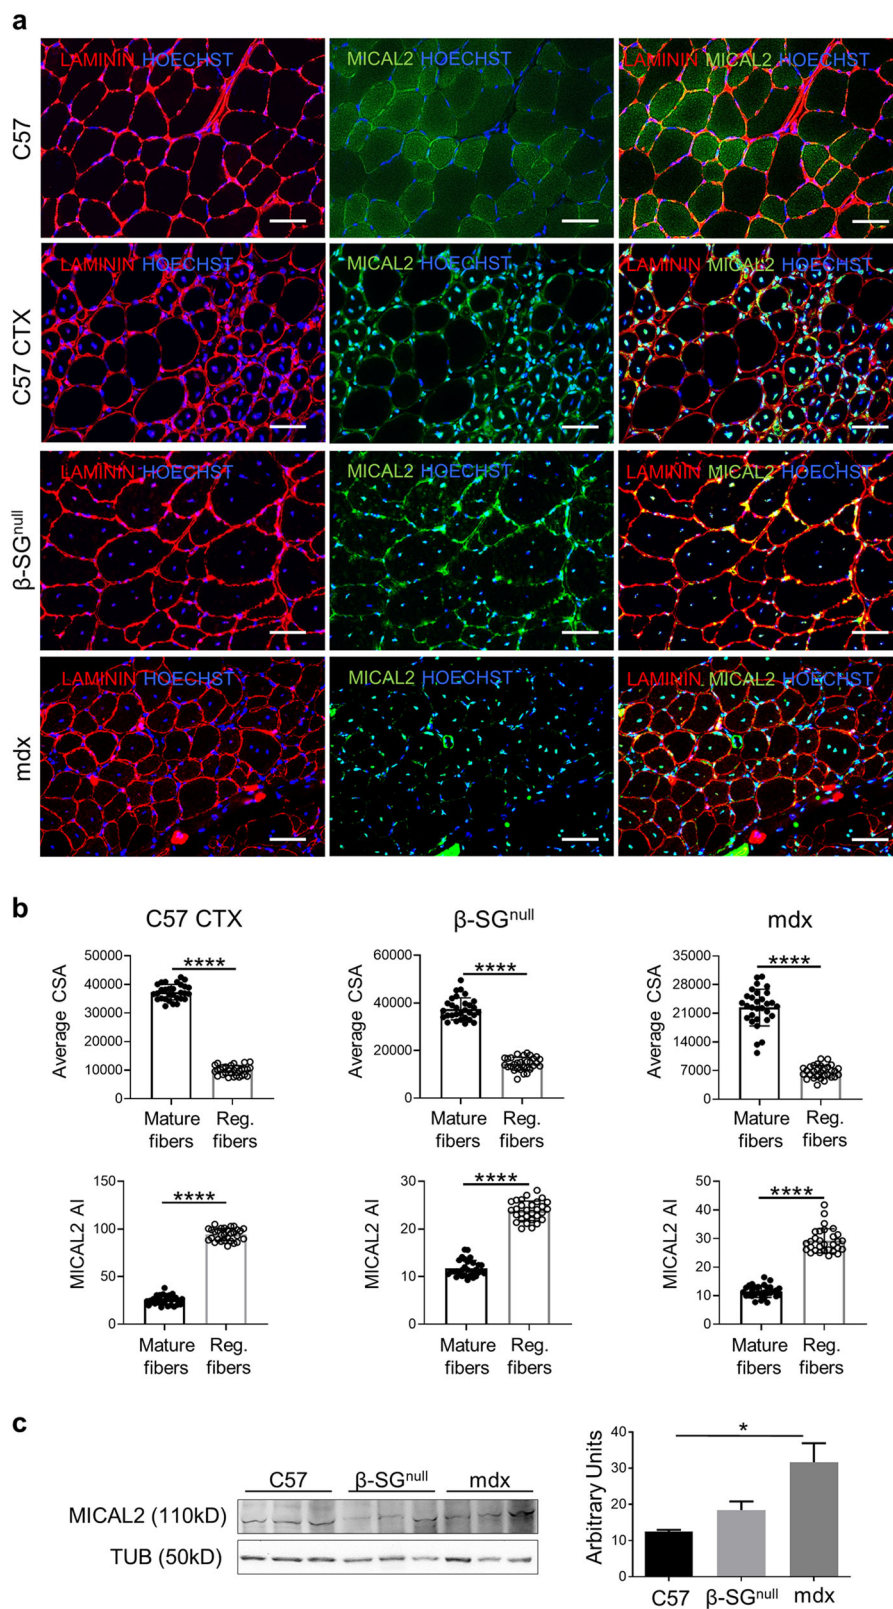 a
C57
LAMININ HOECHST
MICAL2 HOECHST
LAMININ MICAL2 HOECHST
C57 CTX
LAMININ HOECHST
MICAL2 HOECHST
LAMININ MICAL2 HOECHST
β-SGnull
LAMININ HOECHST
MICAL2 HOECHST
LAMININ MICAL2 HOECHST
mdx
LAMININ HOECHST
MICAL2 HOECHST
LAMININ MICAL2 HOECHST
b
C57 CTX
Average CSA
50000
40000
30000
20000
10000
0
****
Mature fibers
Reg. fibers
β-SGnull
Average CSA
60000
40000
20000
0
****
Mature fibers
Reg. fibers
mdx
Average CSA
35000
28000
21000
14000
7000
0
****
Mature fibers
Reg. fibers
MICAL2 AI
150
100
50
0
****
Mature fibers
Reg. fibers
MICAL2 AI
30
20
10
0
****
Mature fibers
Reg. fibers
MICAL2 AI
50
40
30
20
10
0
****
Mature fibers
Reg. fibers
c
C57 β-SGnull mdx
MICAL2 (110kD)
TUB (50kD)
Arbitrary Units
40
30
20
10
0
*
C57 β-SGnull mdx